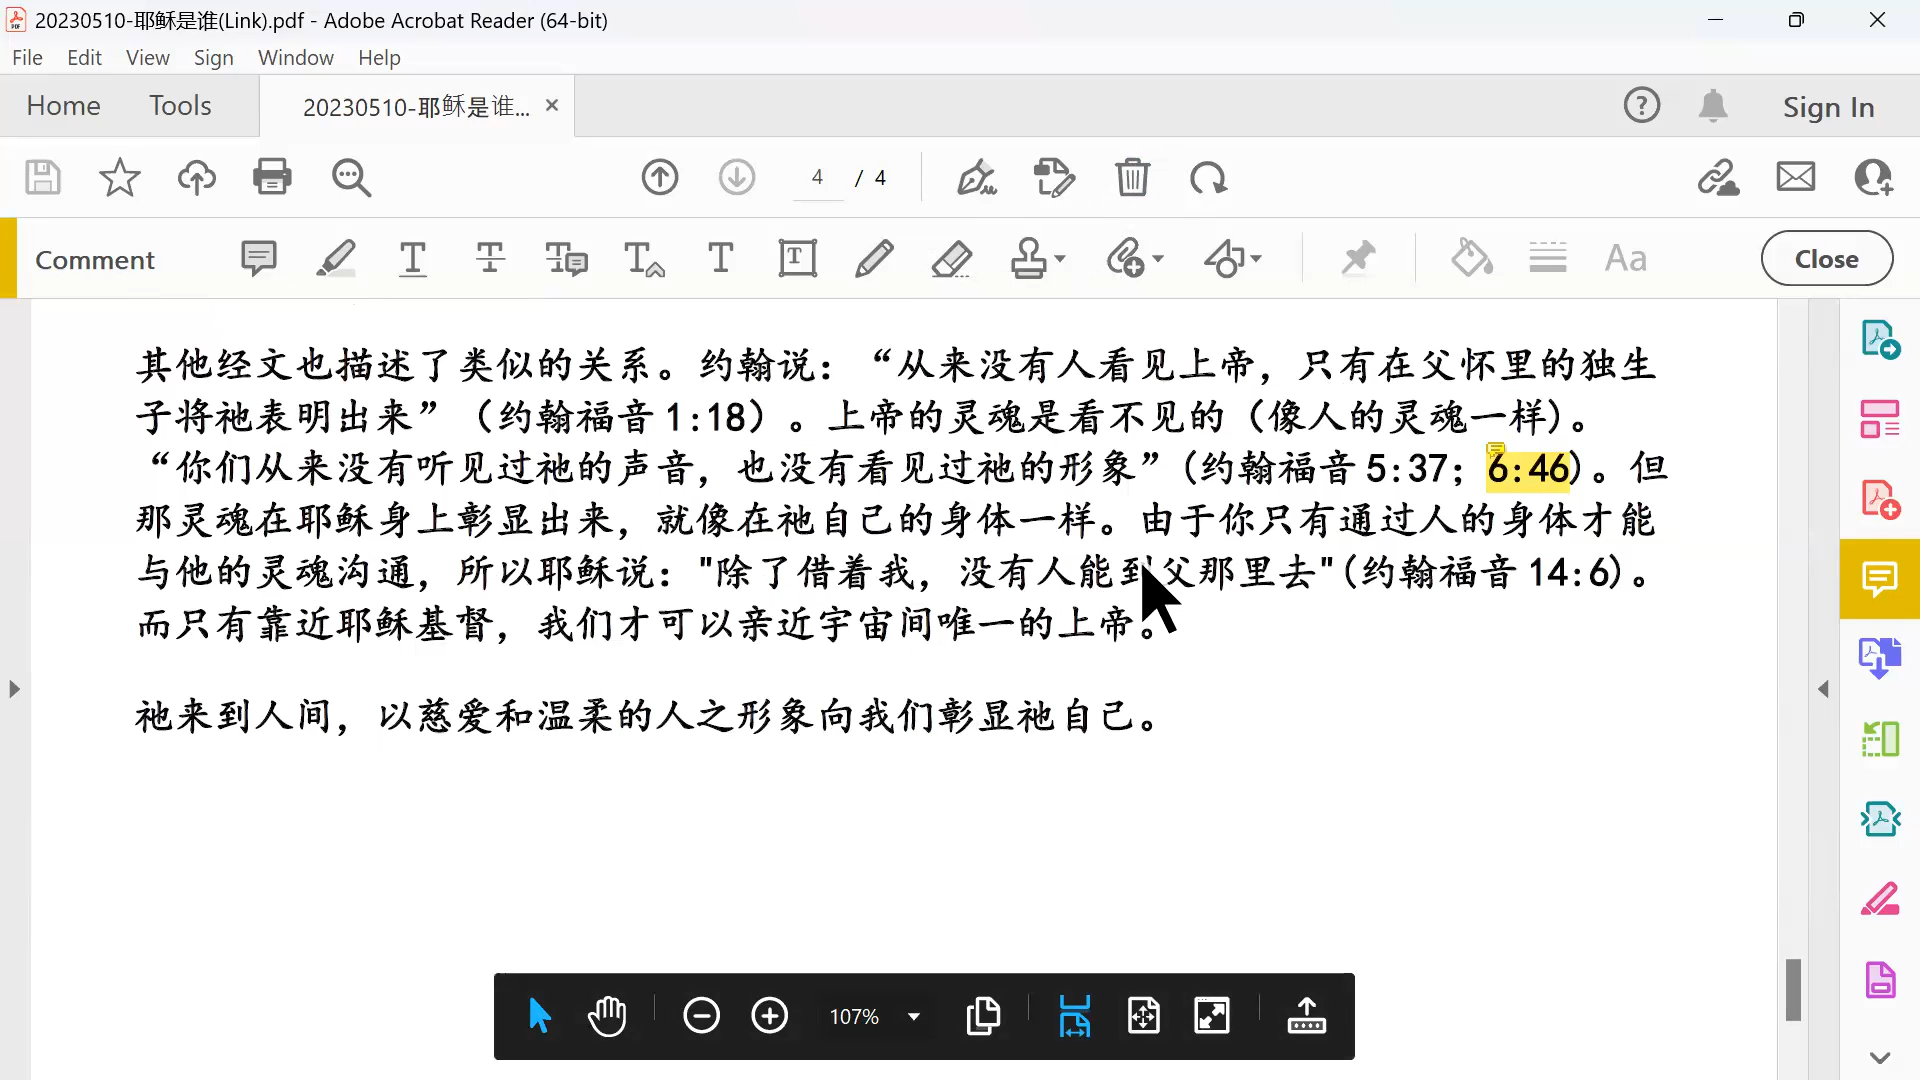 20230510-耶稣是谁(Link).pdf - Adobe Acrobat Reader (64-bit)
File Edit View Sign Window Help
Home Tools 20230510-耶稣是谁... Sign In
4 / 4
Comment Close
其他经文也描述了类似的关系。约翰说：“从来没有人看见上帝，只有在父怀里的独生
子将祂表明出来”（约翰福音 1:18）。上帝的灵魂是看不见的（像人的灵魂一样）。
“你们从来没有听见过祂的声音，也没有看见过祂的形象”（约翰福音 5:37；6:46）。但
那灵魂在耶稣身上彰显出来，就像在祂自己的身体一样。由于你只有通过人的身体才能
与他的灵魂沟通，所以耶稣说："除了借着我，没有人能到父那里去"（约翰福音 14:6）。
而只有靠近耶稣基督，我们才可以亲近宇宙间唯一的上帝。
祂来到人间，以慈爱和温柔的人之形象向我们彰显祂自己。
107%